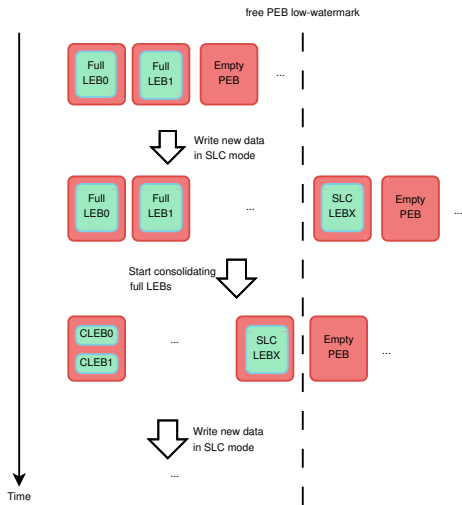 free PEB low-watermark
Full
LEB0
Full
LEB1
Empty
PEB
...
Write new data
in SLC mode
Full
LEB0
Full
LEB1
...
SLC
LEBX
Empty
PEB
...
Start consolidating
full LEBs
CLEB0
CLEB1
...
SLC
LEBX
Empty
PEB
...
Write new data
in SLC mode
...
Time